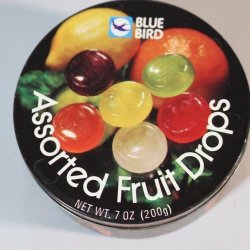 BLUE
BIRD
Assorted Fruit Drops
NET WT. 7 OZ (200g)